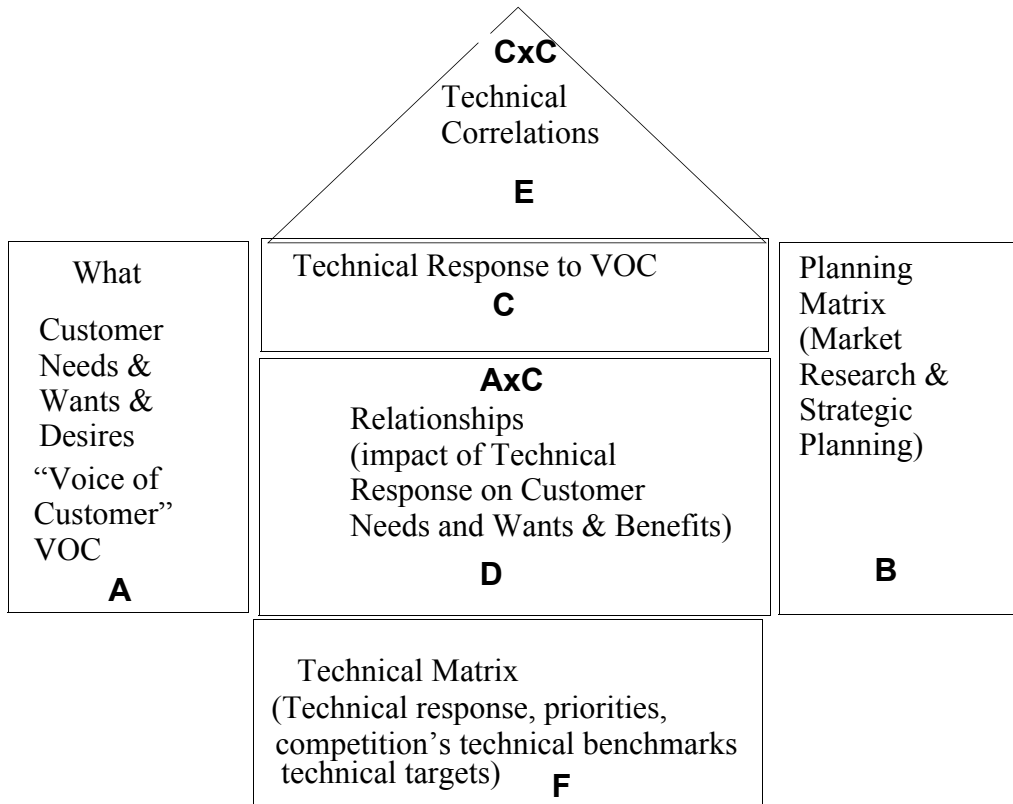 CxC
Technical
Correlations
E
Technical Response to VOC
C
What
Customer
Needs &
Wants &
Desires
“Voice of
Customer”
VOC
A
AxC
Relationships
(impact of Technical
Response on Customer
Needs and Wants & Benefits)
D
Planning
Matrix
(Market
Research &
Strategic
Planning)
B
Technical Matrix
(Technical response, priorities,
competition’s technical benchmarks
technical targets)
F